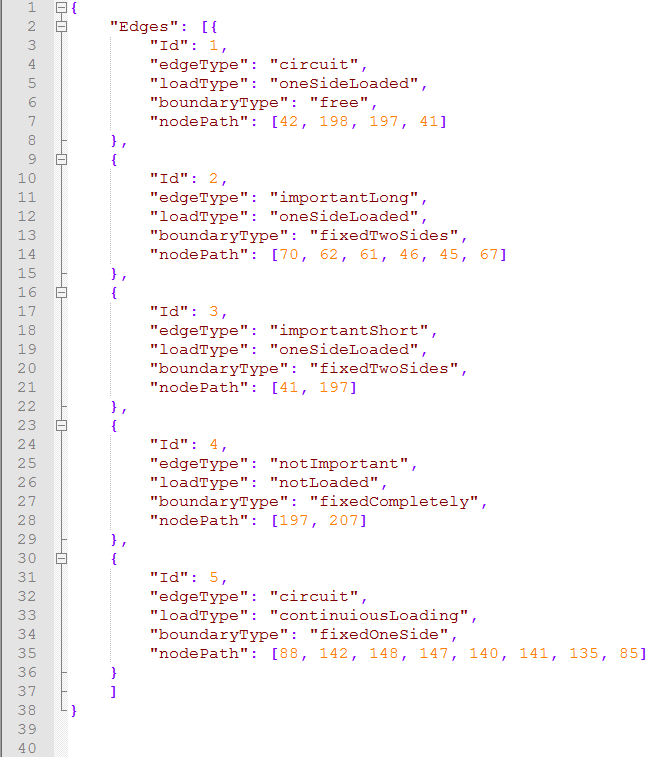 1 {
2     "Edges": [{
3         "Id": 1,
4         "edgeType": "circuit",
5         "loadType": "oneSideLoaded",
6         "boundaryType": "free",
7         "nodePath": [42, 198, 197, 41]
8     },
9     {
10         "Id": 2,
11         "edgeType": "importantLong",
12         "loadType": "oneSideLoaded",
13         "boundaryType": "fixedTwoSides",
14         "nodePath": [70, 62, 61, 46, 45, 67]
15     },
16     {
17         "Id": 3,
18         "edgeType": "importantShort",
19         "loadType": "oneSideLoaded",
20         "boundaryType": "fixedTwoSides",
21         "nodePath": [41, 197]
22     },
23     {
24         "Id": 4,
25         "edgeType": "notImportant",
26         "loadType": "notLoaded",
27         "boundaryType": "fixedCompletely",
28         "nodePath": [197, 207]
29     },
30     {
31         "Id": 5,
32         "edgeType": "circuit",
33         "loadType": "continuiousLoading",
34         "boundaryType": "fixedOneSide",
35         "nodePath": [88, 142, 148, 147, 140, 141, 135, 85]
36     }
37     ]
38 }
39
40